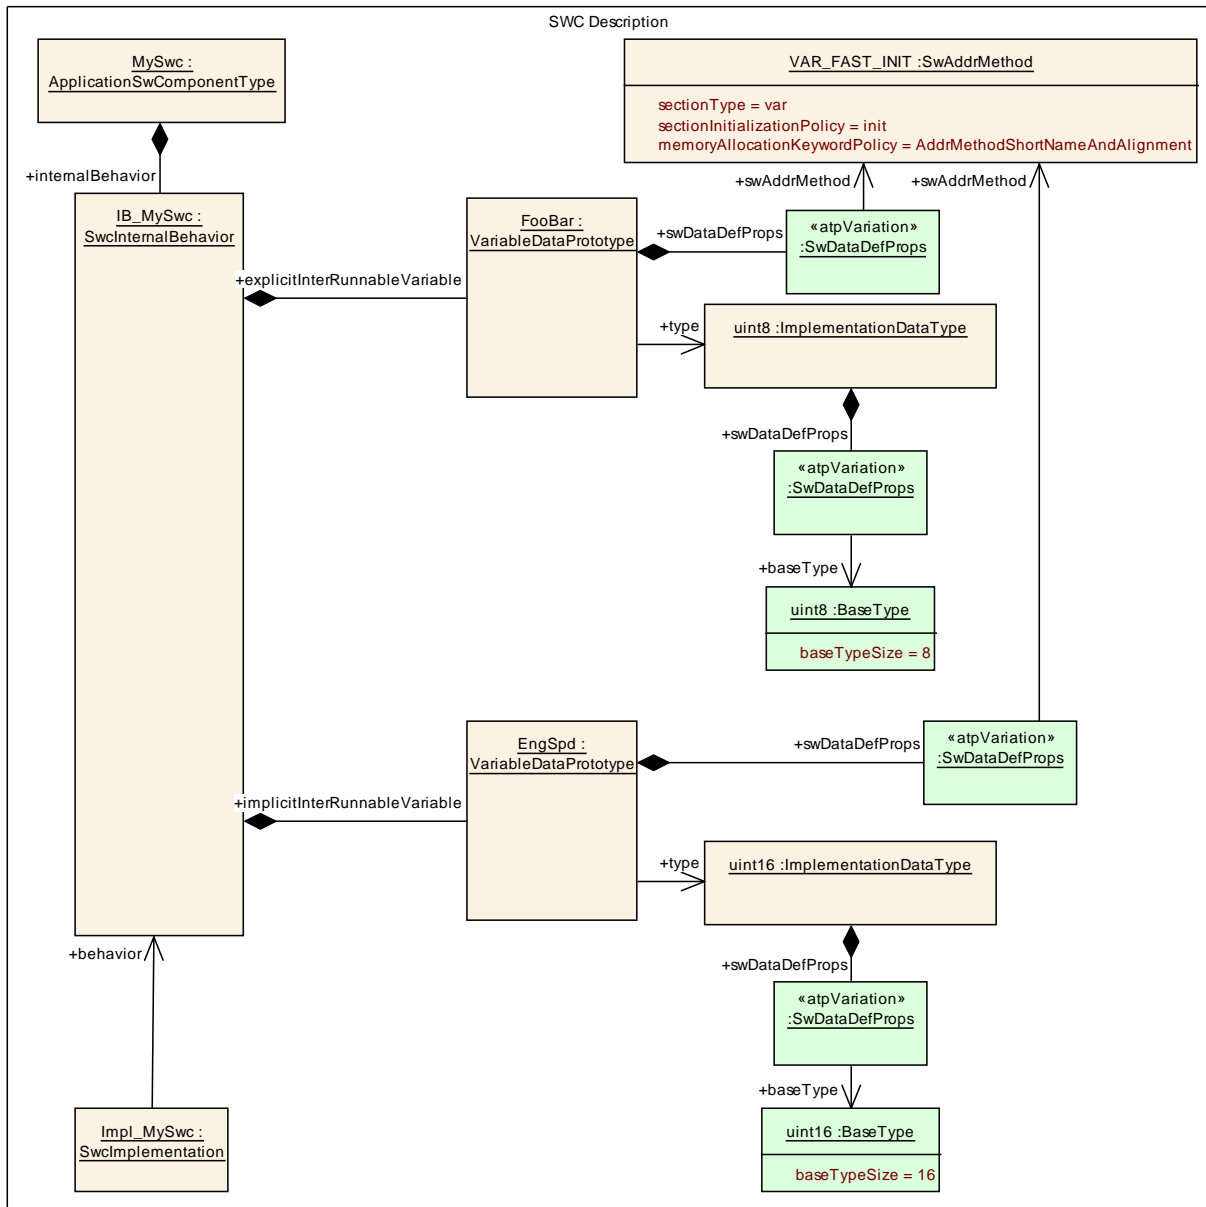 SWC Description
MySwc :
ApplicationSwComponentType
VAR_FAST_INIT :SwAddrMethod
sectionType = var
sectionInitializationPolicy = init
memoryAllocationKeywordPolicy = AddrMethodShortNameAndAlignment
+internalBehavior
+swAddrMethod
+swAddrMethod
IB_MySwc :
SwcInternalBehavior
FooBar :
VariableDataPrototype
+swDataDefProps
«atpVariation»
:SwDataDefProps
+explicitInterRunnableVariable
+type
uint8 :ImplementationDataType
+swDataDefProps
«atpVariation»
:SwDataDefProps
+baseType
uint8 :BaseType
baseTypeSize = 8
EngSpd :
VariableDataPrototype
+swDataDefProps
«atpVariation»
:SwDataDefProps
+implicitInterRunnableVariable
+type
uint16 :ImplementationDataType
+behavior
+swDataDefProps
«atpVariation»
:SwDataDefProps
+baseType
Impl_MySwc :
SwcImplementation
uint16 :BaseType
baseTypeSize = 16